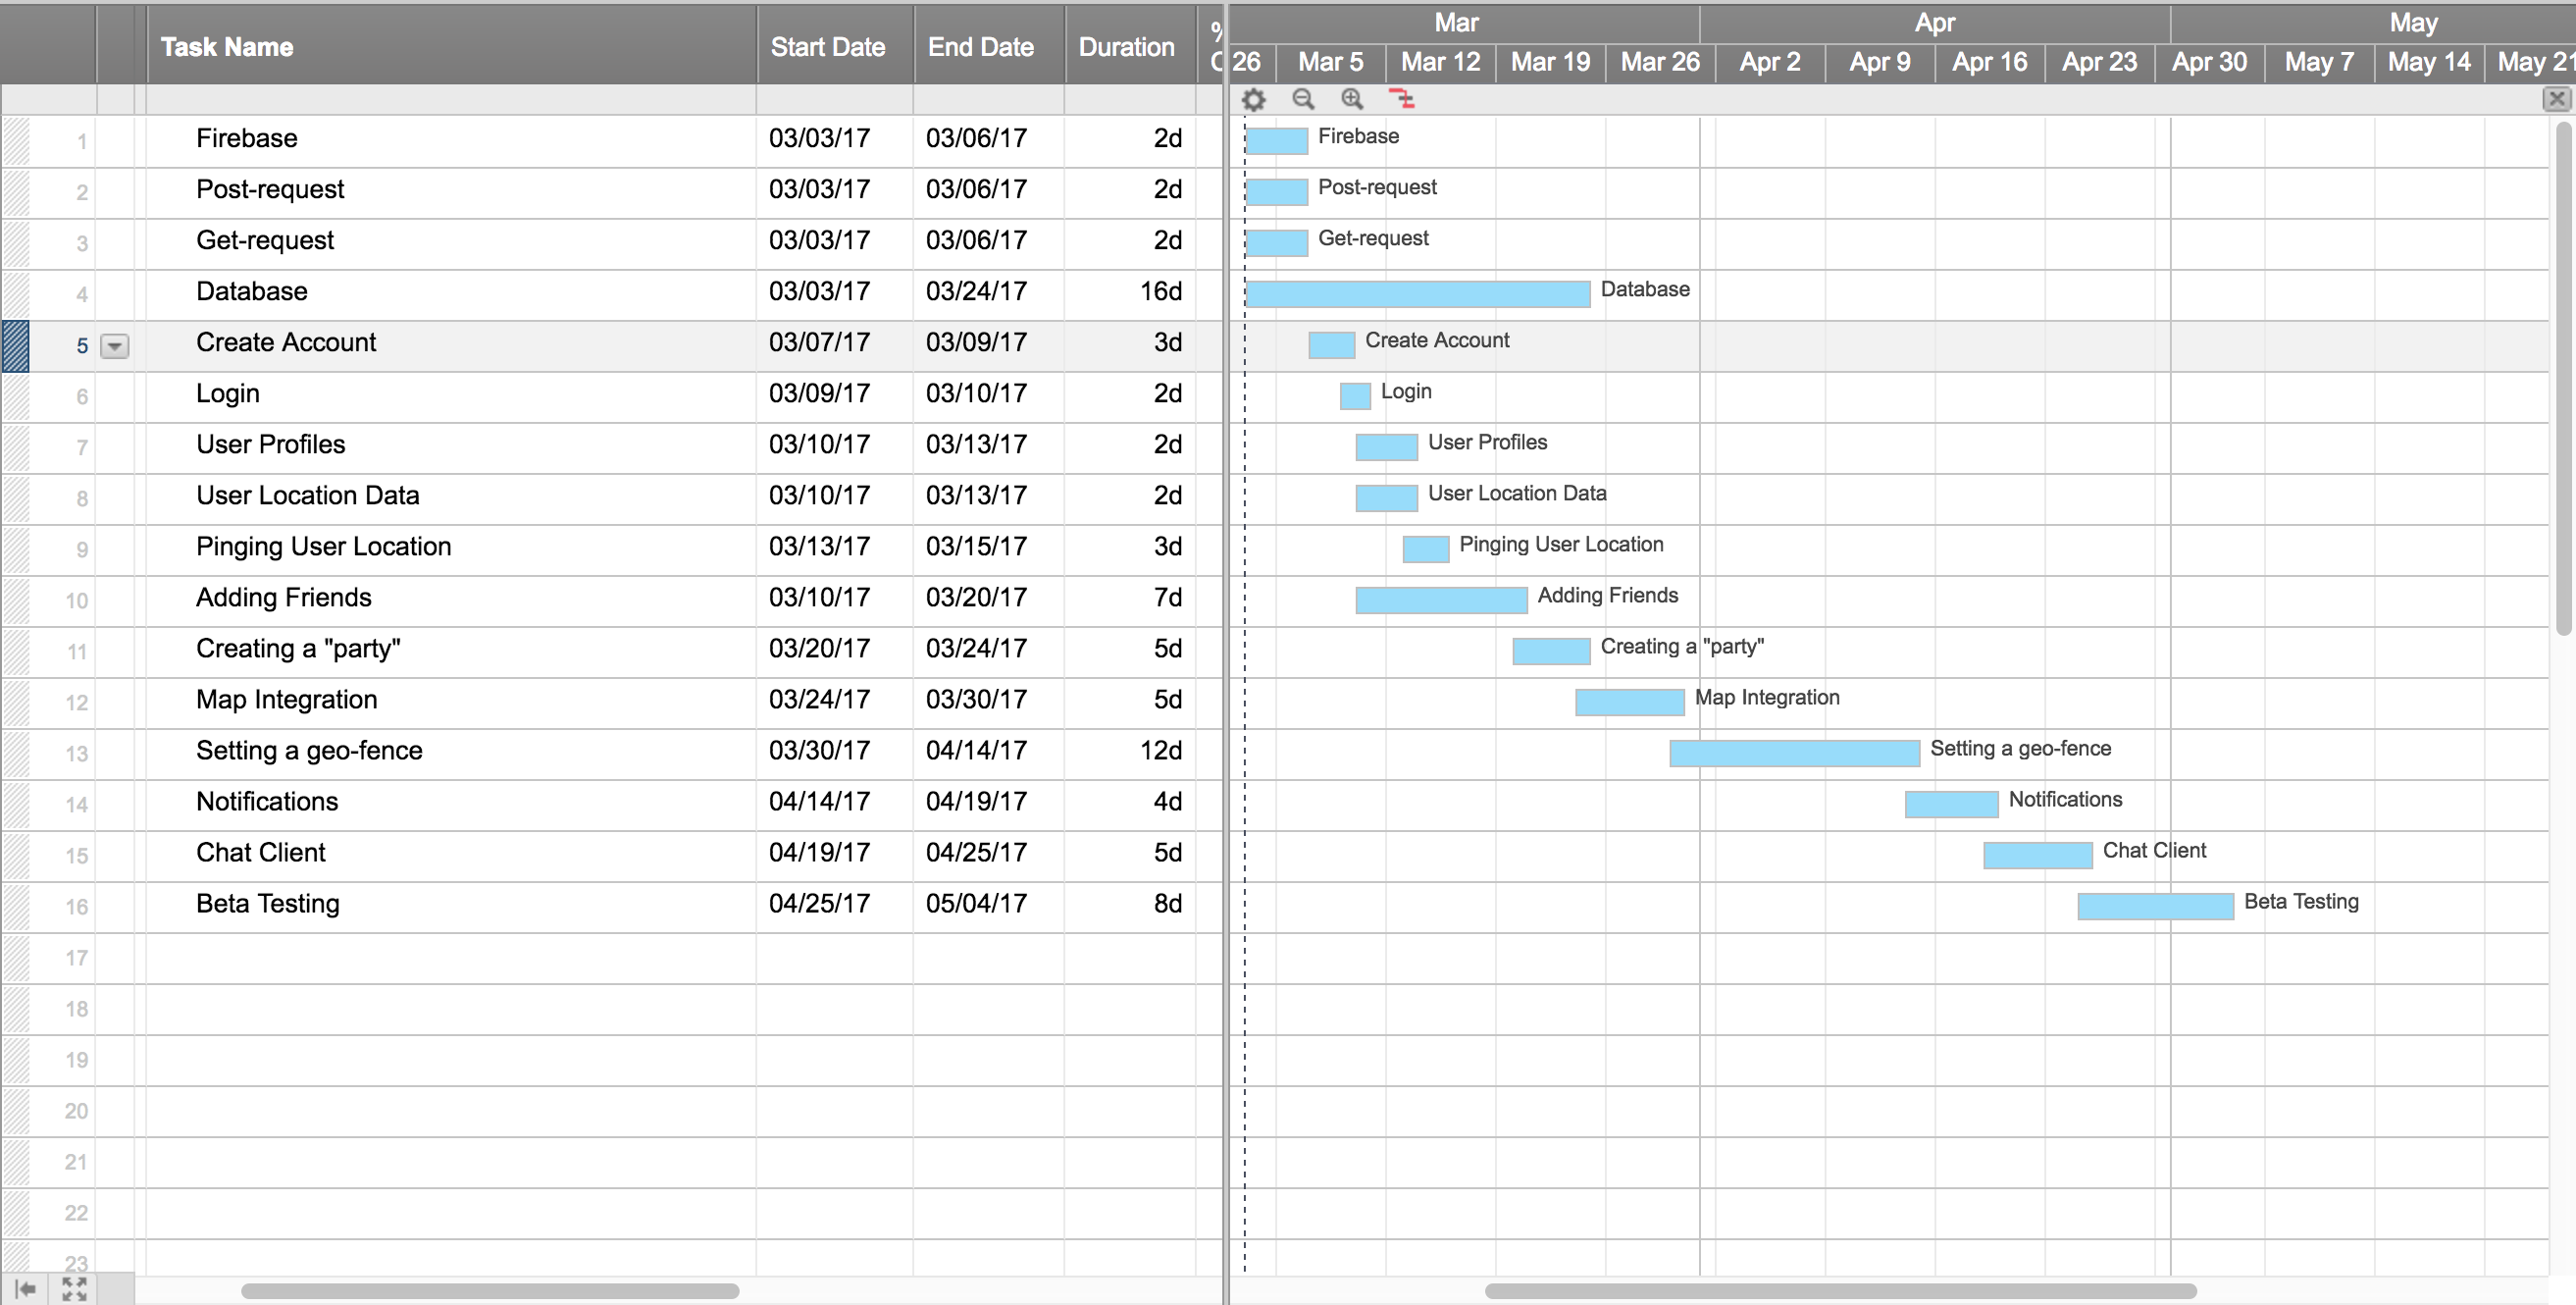 Task Name Start Date End Date Duration %
Mar Apr May
26 Mar 5 Mar 12 Mar 19 Mar 26 Apr 2 Apr 9 Apr 16 Apr 23 Apr 30 May 7 May 14 May 21
1 Firebase 03/03/17 03/06/17 2d Firebase
2 Post-request 03/03/17 03/06/17 2d Post-request
3 Get-request 03/03/17 03/06/17 2d Get-request
4 Database 03/03/17 03/24/17 16d Database
5 Create Account 03/07/17 03/09/17 3d Create Account
6 Login 03/09/17 03/10/17 2d Login
7 User Profiles 03/10/17 03/13/17 2d User Profiles
8 User Location Data 03/10/17 03/13/17 2d User Location Data
9 Pinging User Location 03/13/17 03/15/17 3d Pinging User Location
10 Adding Friends 03/10/17 03/20/17 7d Adding Friends
11 Creating a "party" 03/20/17 03/24/17 5d Creating a "party"
12 Map Integration 03/24/17 03/30/17 5d Map Integration
13 Setting a geo-fence 03/30/17 04/14/17 12d Setting a geo-fence
14 Notifications 04/14/17 04/19/17 4d Notifications
15 Chat Client 04/19/17 04/25/17 5d Chat Client
16 Beta Testing 04/25/17 05/04/17 8d Beta Testing
17
18
19
20
21
22
23